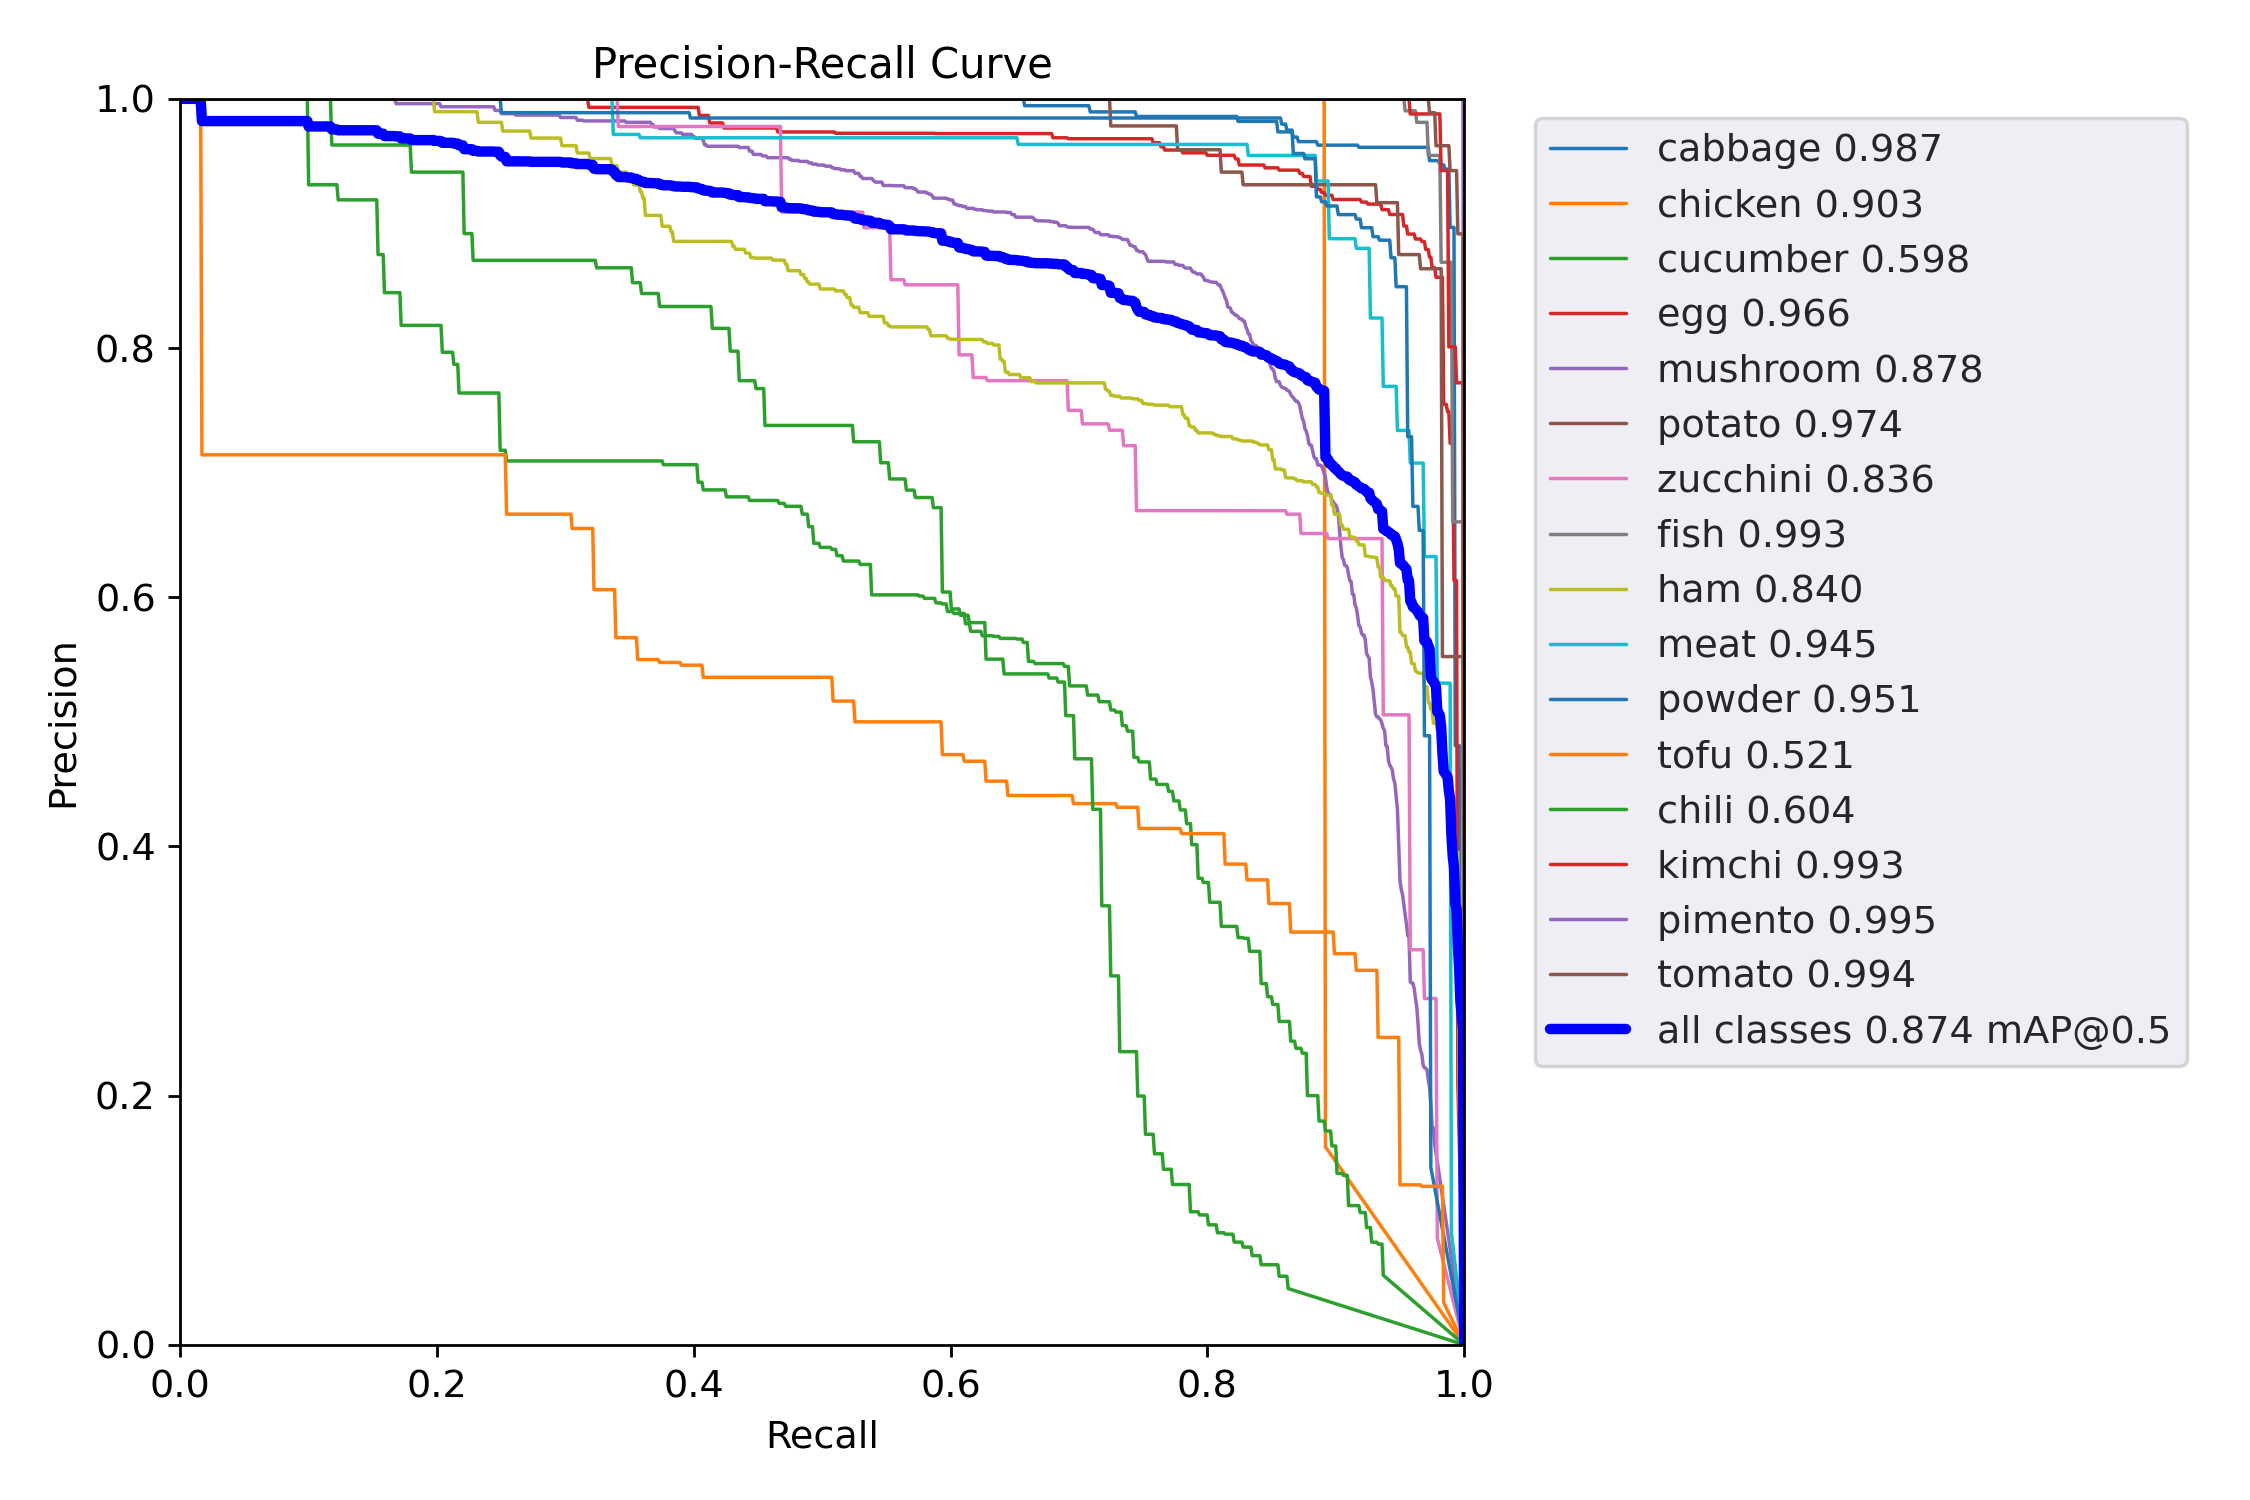 Precision-Recall Curve
1.0
0.8
0.6
0.4
0.2
0.0
Precision
0.0 0.2 0.4 0.6 0.8 1.0
Recall
cabbage 0.987
chicken 0.903
cucumber 0.598
egg 0.966
mushroom 0.878
potato 0.974
zucchini 0.836
fish 0.993
ham 0.840
meat 0.945
powder 0.951
tofu 0.521
chili 0.604
kimchi 0.993
pimento 0.995
tomato 0.994
all classes 0.874 mAP@0.5